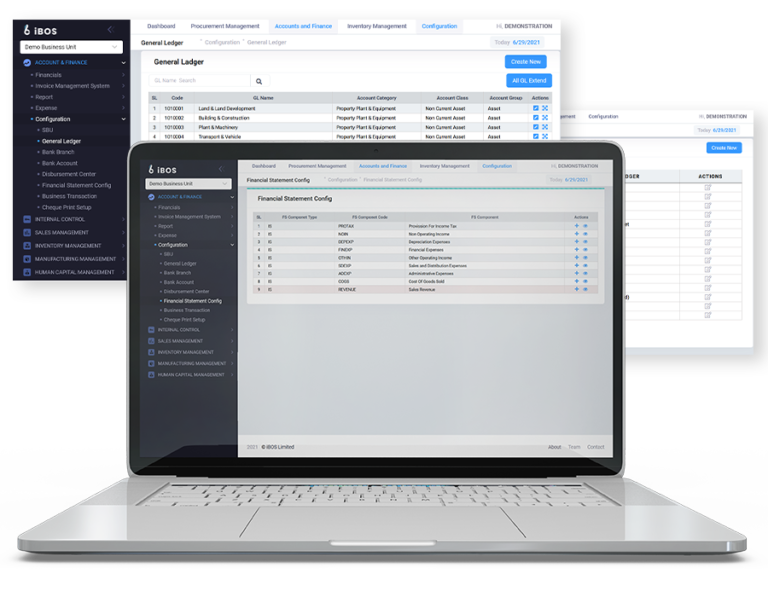 iBOS
Demo Business Unit
ACCOUNT & FINANCE
Financials
Invoice Management System
Report
Expense
Configuration
SBU
General Ledger
Bank Branch
Bank Account
Disbursement Center
Financial Statement Config
Business Transaction
Cheque Print Setup
INTERNAL CONTROL
SALES MANAGEMENT
INVENTORY MANAGEMENT
MANUFACTURING MANAGEMENT
HUMAN CAPITAL MANAGEMENT
Dashboard Procurement Management Accounts and Finance Inventory Management Configuration Hi, DEMONSTRATION
General Ledger Configuration General Ledger Today 6/29/2021
General Ledger Create New
GL Name Search All GL Extend
SL Code GL Name Account Category Account Class Account Group Actions
1 1010001 Land & Land Development Property Plant & Equipment Non Current Asset Asset
2 1010002 Building & Construction Property Plant & Equipment Non Current Asset Asset
3 1010003 Plant & Machinery Property Plant & Equipment Non Current Asset Asset
4 1010004 Transport & Vehicle Property Plant & Equipment Non Current Asset Asset
Configuration Hi, DEMONSTRATION
Today 6/29/2021
Create New
ACTIONS
iBOS
Demo Business Unit
ACCOUNT & FINANCE
Financials
Invoice Management System
Report
Expense
Configuration
SBU
General Ledger
Bank Branch
Bank Account
Disbursement Center
Financial Statement Config
Business Transaction
Cheque Print Setup
INTERNAL CONTROL
SALES MANAGEMENT
INVENTORY MANAGEMENT
MANUFACTURING MANAGEMENT
HUMAN CAPITAL MANAGEMENT
Dashboard Procurement Management Accounts and Finance Inventory Management Configuration Hi, DEMONSTRATION
Financial Statement Config Configuration Financial Statement Config Today 6/29/2021
Financial Statement Config
SL FS Component Type FS Component Code FS Component Actions
1 IS PROTAX Provision For Income Tax
2 IS NOIN Non Operating Income
3 IS DEPEXP Depreciation Expenses
4 IS FINEXP Financial Expenses
5 IS OTHIN Other Operating Income
6 IS SDEXP Sales and Distribution Expenses
7 IS ADEXP Administrative Expenses
8 IS COGS Cost Of Goods Sold
9 IS REVENUE Sales Revenue
2021 © iBOS Limited About Team Contact